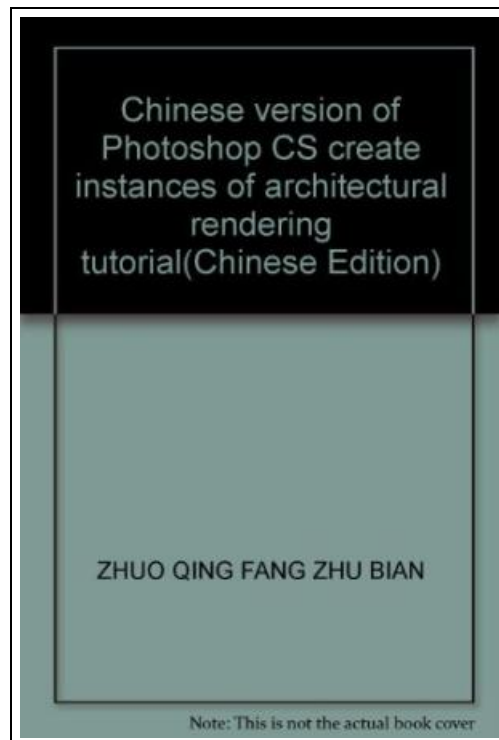 Chinese version of
Photoshop CS create
instances of architectural
rendering
tutorial(Chinese Edition)
ZHUO QING FANG ZHU BIAN
Note: This is not the actual book cover